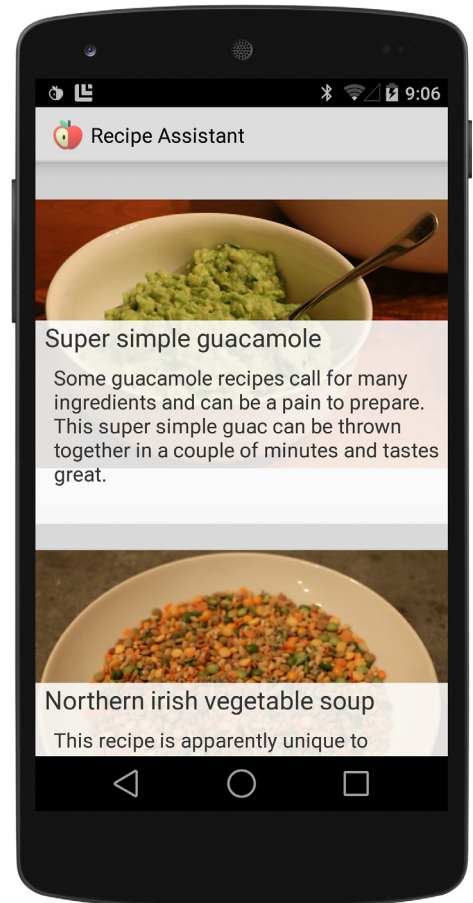 9:06
Recipe Assistant
Super simple guacamole
Some guacamole recipes call for many
ingredients and can be a pain to prepare.
This super simple guac can be thrown
together in a couple of minutes and tastes
great.
Northern irish vegetable soup
This recipe is apparently unique to